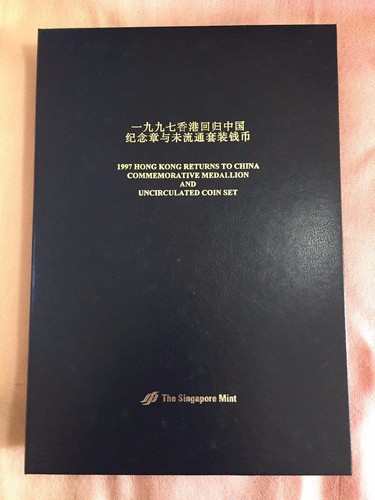 一九九七香港回归中国
纪念章与未流通套装钱币
1997 HONG KONG RETURNS TO CHINA
COMMEMORATIVE MEDALLION
AND
UNCIRCULATED COIN SET
The Singapore Mint